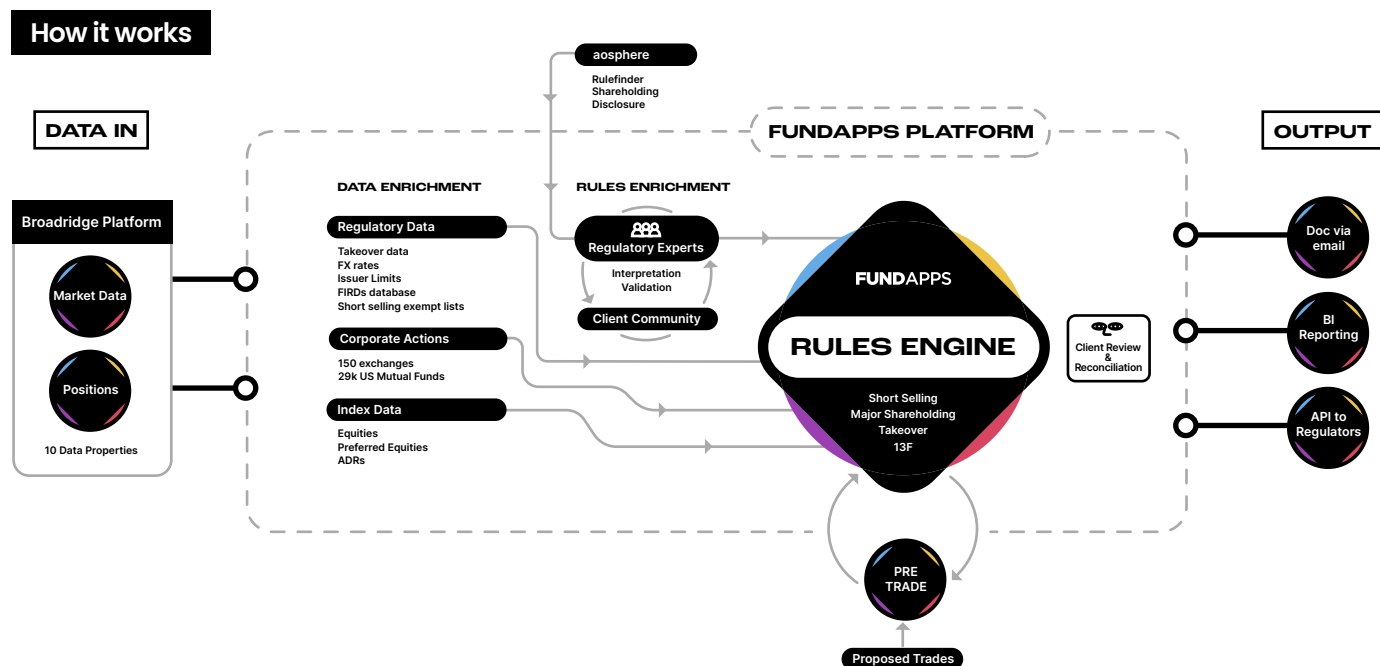 How it works
aosphere
Rulefinder
Shareholding
Disclosure
DATA IN
FUNDAPPS PLATFORM
OUTPUT
Broadridge Platform
Market Data
Positions
10 Data Properties
DATA ENRICHMENT
Regulatory Data
Takeover data
FX rates
Issuer Limits
FIRDs database
Short selling exempt lists
Corporate Actions
150 exchanges
29k US Mutual Funds
Index Data
Equities
Preferred Equities
ADRs
RULES ENRICHMENT
Regulatory Experts
Interpretation
Validation
Client Community
FUNDAPPS
RULES ENGINE
Short Selling
Major Shareholding
Takeover
13F
Client Review
&
Reconciliation
PRE
TRADE
Proposed Trades
Doc via
email
BI
Reporting
API to
Regulators